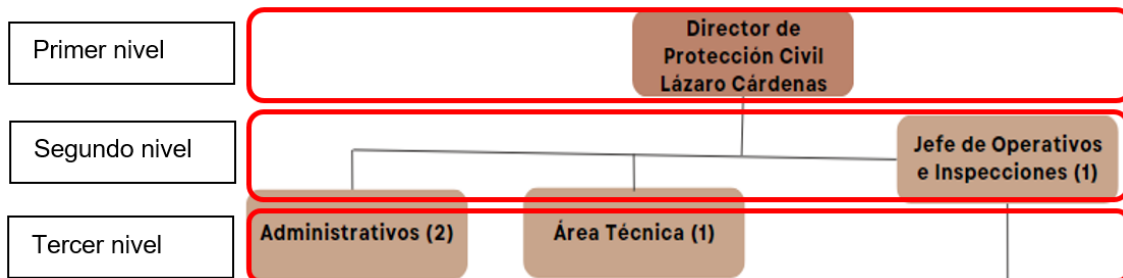 Primer nivel
Director de
Protección Civil
Lázaro Cárdenas
Segundo nivel
Jefe de Operativos
e Inspecciones (1)
Tercer nivel
Administrativos (2)
Área Técnica (1)